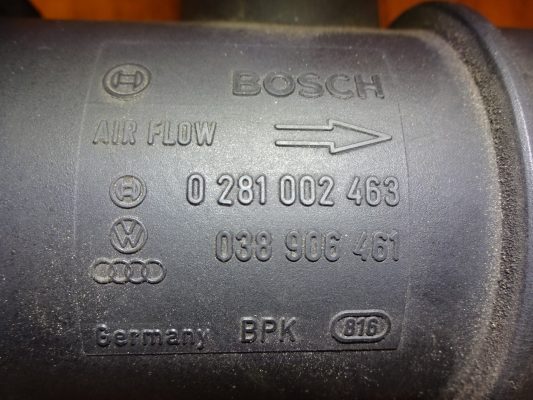 BOSCH
AIR FLOW
0 281 002 463
038 906 461
Germany BPK 816